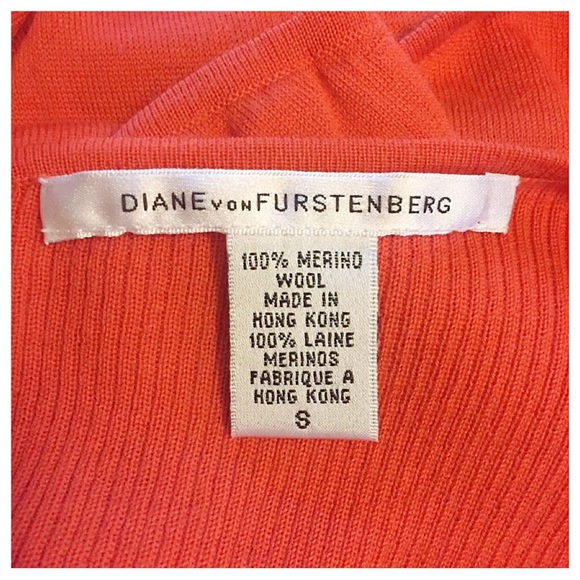 DIANE VON FURSTENBERG
100% MERINO
WOOL
MADE IN
HONG KONG
100% LAINE
MERINOS
FABRIQUE A
HONG KONG
S